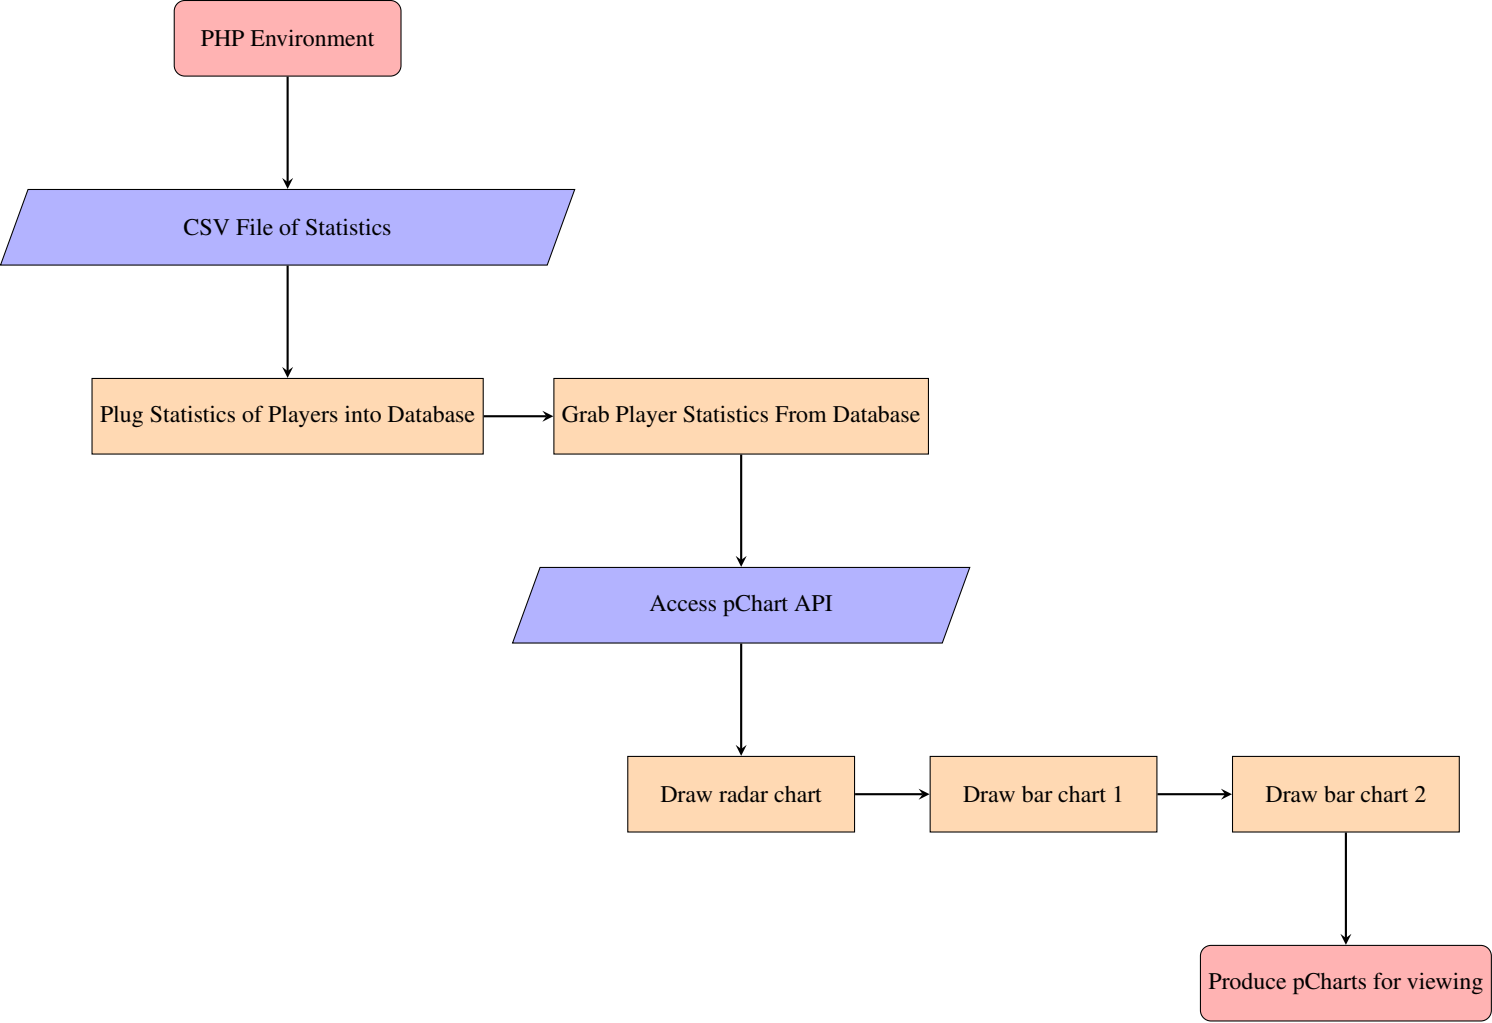 PHP Environment
CSV File of Statistics
Plug Statistics of Players into Database
Grab Player Statistics From Database
Access pChart API
Draw radar chart
Draw bar chart 1
Draw bar chart 2
Produce pCharts for viewing